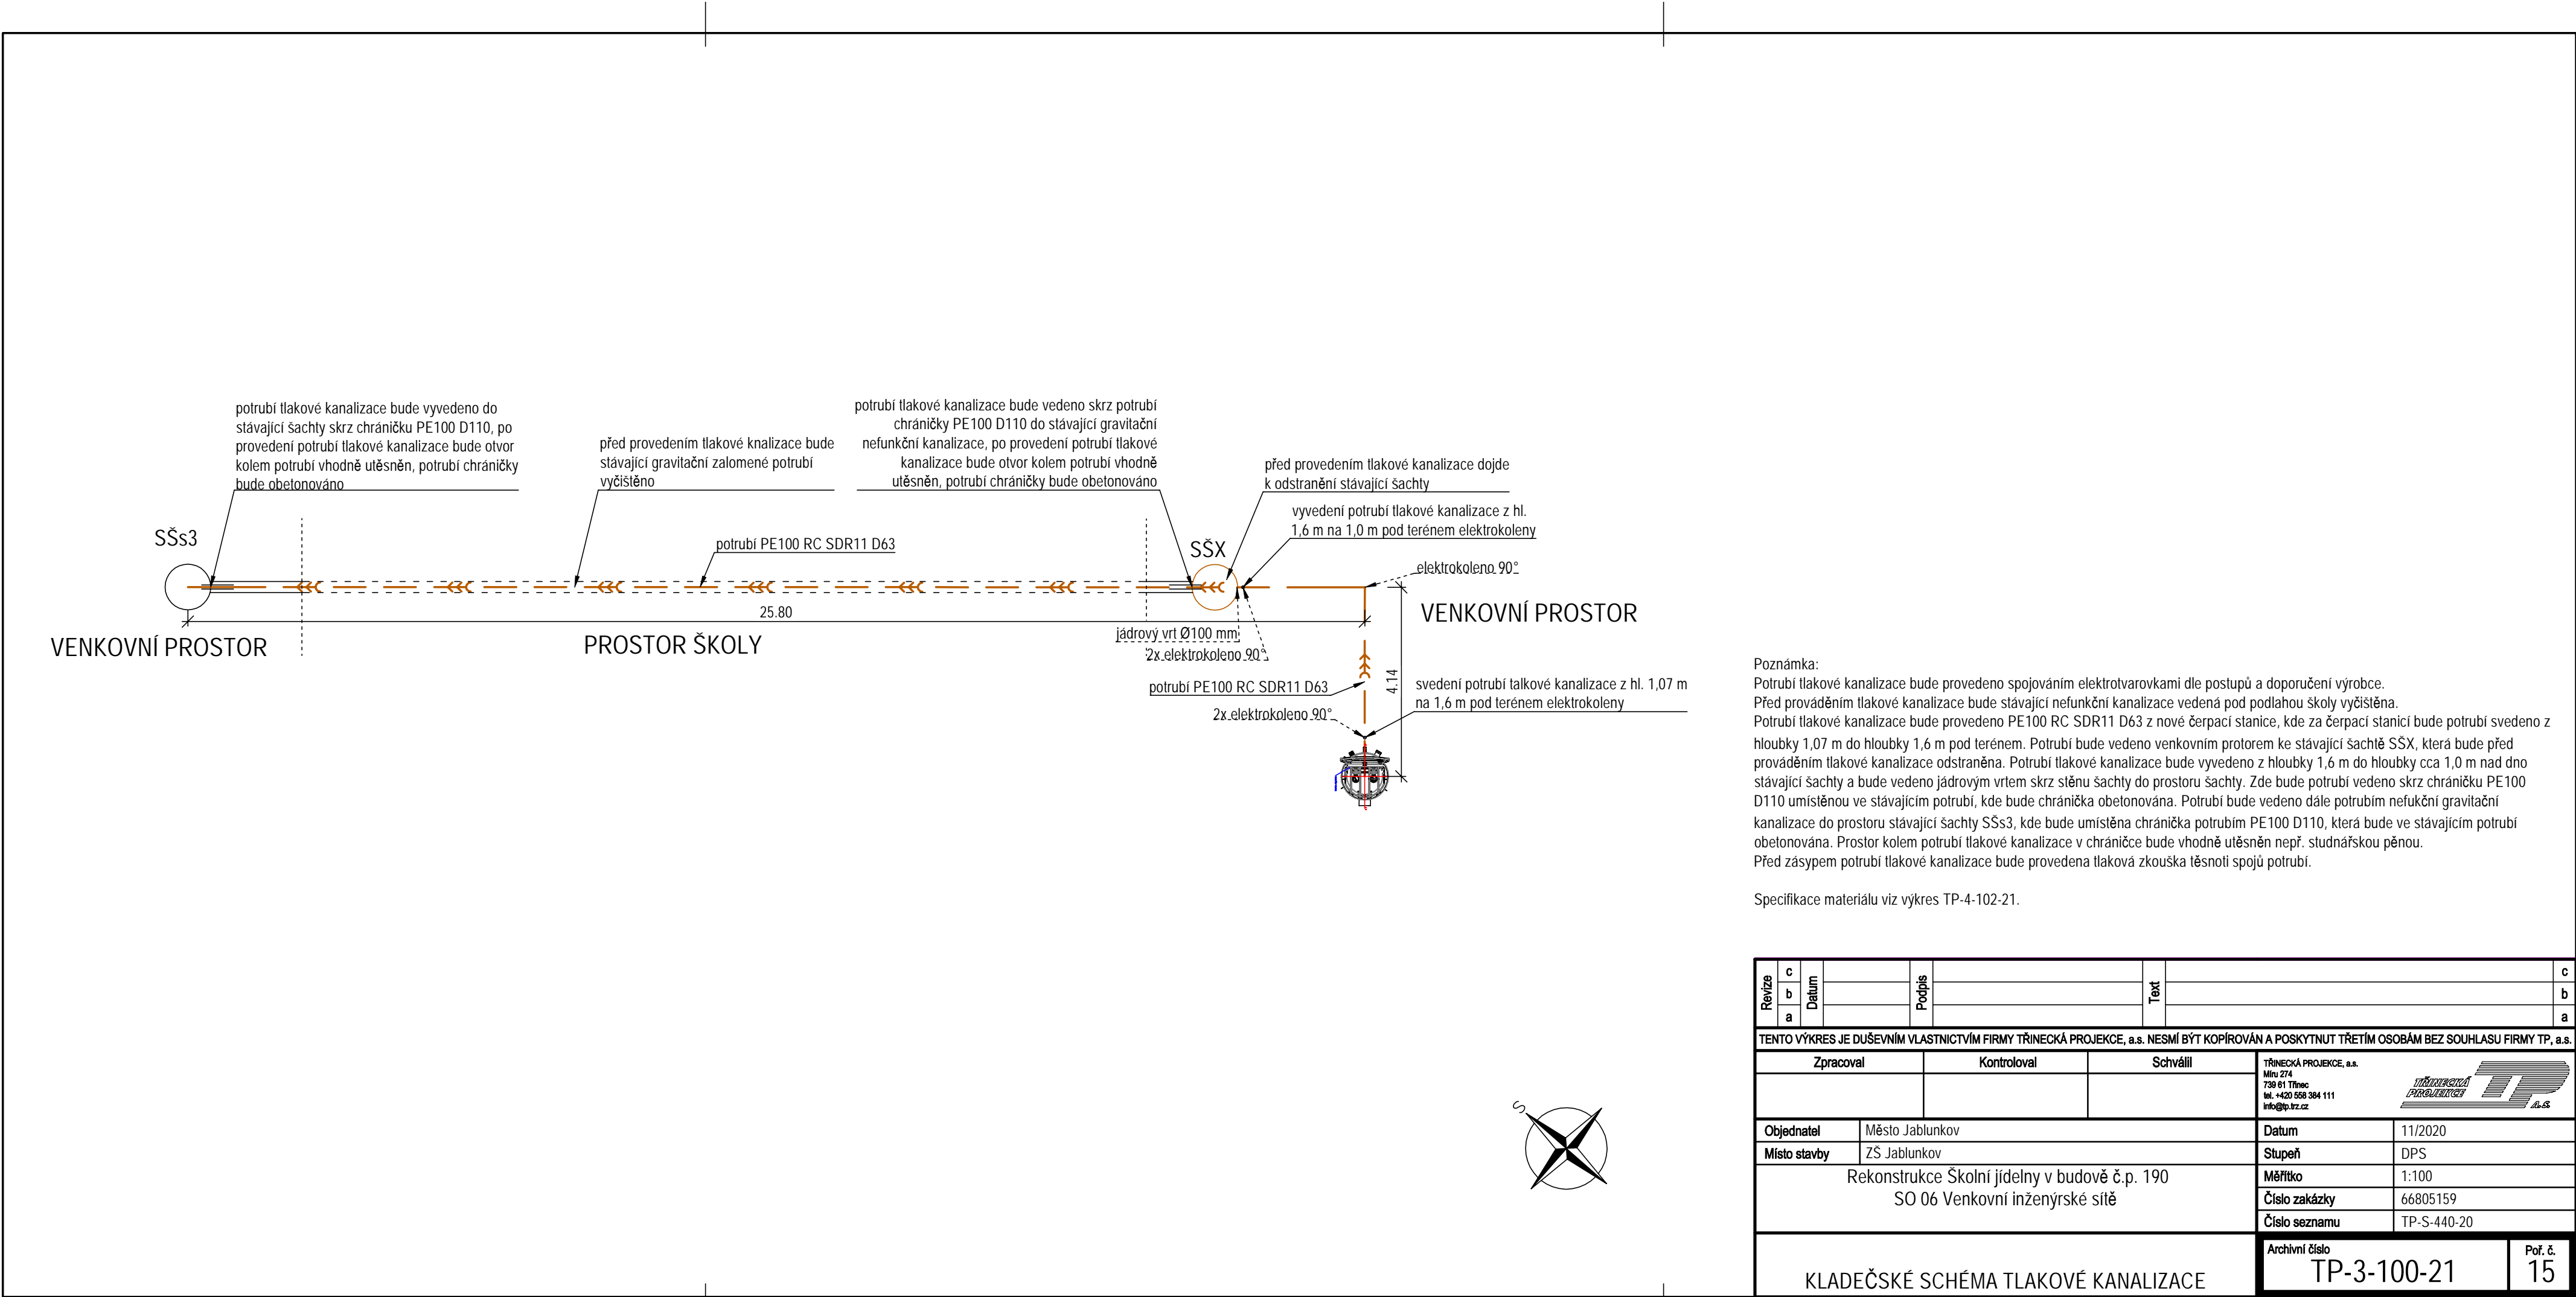 potrubí tlakové kanalizace bude vyvedeno do
stávající šachty skrz chráničku PE100 D110, po
provedení potrubí tlakové kanalizace bude otvor
kolem potrubí vhodně utěsněn, potrubí chráničky
bude obetonováno
před provedením tlakové knalizace bude
stávající gravitační zalomené potrubí
vyčištěno
potrubí tlakové kanalizace bude vedeno skrz potrubí
chráničky PE100 D110 do stávající gravitační
nefunkční kanalizace, po provedení potrubí tlakové
kanalizace bude otvor kolem potrubí vhodně
utěsněn, potrubí chráničky bude obetonováno
před provedením tlakové kanalizace dojde
k odstranění stávající šachty
vyvedení potrubí tlakové kanalizace z hl.
1,6 m na 1,0 m pod terénem elektrokoleny
SŠs3
potrubí PE100 RC SDR11 D63
SŠX
elektrokoleno 90°
25.80
VENKOVNÍ PROSTOR
VENKOVNÍ PROSTOR
PROSTOR ŠKOLY
jádrový vrt Ø100 mm
2x elektrokoleno 90°
potrubí PE100 RC SDR11 D63
4.14
svedení potrubí talkové kanalizace z hl. 1,07 m
na 1,6 m pod terénem elektrokoleny
2x elektrokoleno 90°
Poznámka:
Potrubí tlakové kanalizace bude provedeno spojováním elektrotvarovkami dle postupů a doporučení výrobce.
Před prováděním tlakové kanalizace bude stávající nefunkční kanalizace vedená pod podlahou školy vyčištěna.
Potrubí tlakové kanalizace bude provedeno PE100 RC SDR11 D63 z nové čerpací stanice, kde za čerpací stanicí bude potrubí svedeno z
hloubky 1,07 m do hloubky 1,6 m pod terénem. Potrubí bude vedeno venkovním protorem ke stávající šachtě SŠX, která bude před
prováděním tlakové kanalizace odstraněna. Potrubí tlakové kanalizace bude vyvedeno z hloubky 1,6 m do hloubky cca 1,0 m nad dno
stávající šachty a bude vedeno jádrovým vrtem skrz stěnu šachty do prostoru šachty. Zde bude potrubí vedeno skrz chráničku PE100
D110 umístěnou ve stávajícím potrubí, kde bude chránička obetonována. Potrubí bude vedeno dále potrubím nefukční gravitační
kanalizace do prostoru stávající šachty SŠs3, kde bude umístěna chránička potrubím PE100 D110, která bude ve stávajícím potrubí
obetonována. Prostor kolem potrubí tlakové kanalizace v chráničce bude vhodně utěsněn nepř. studnářskou pěnou.
Před zásypem potrubí tlakové kanalizace bude provedena tlaková zkouška těsnoti spojů potrubí.
Specifikace materiálu viz výkres TP-4-102-21.
S
Revize
c
b
a
Datum
Podpis
Text
c
b
a
TENTO VÝKRES JE DUŠEVNÍM VLASTNICTVÍM FIRMY TŘINECKÁ PROJEKCE, a.s. NESMÍ BÝT KOPÍROVÁN A POSKYTNUT TŘETÍM OSOBÁM BEZ SOUHLASU FIRMY TP, a.s.
Zpracoval Kontroloval Schválil
TŘINECKÁ PROJEKCE, a.s.
Míru 274
739 61 Třinec
tel. +420 558 384 111
info@tp.trz.cz
TŘINECKÁ
PROJEKCE
TP
A.S.
Objednatel Město Jablunkov
Datum 11/2020
Místo stavby ZŠ Jablunkov
Stupeň DPS
Rekonstrukce Školní jídelny v budově č.p. 190
SO 06 Venkovní inženýrské sítě
Měřítko 1:100
Číslo zakázky 66805159
Číslo seznamu TP-S-440-20
KLADEČSKÉ SCHÉMA TLAKOVÉ KANALIZACE
Archivní číslo
TP-3-100-21
Poř. č.
15